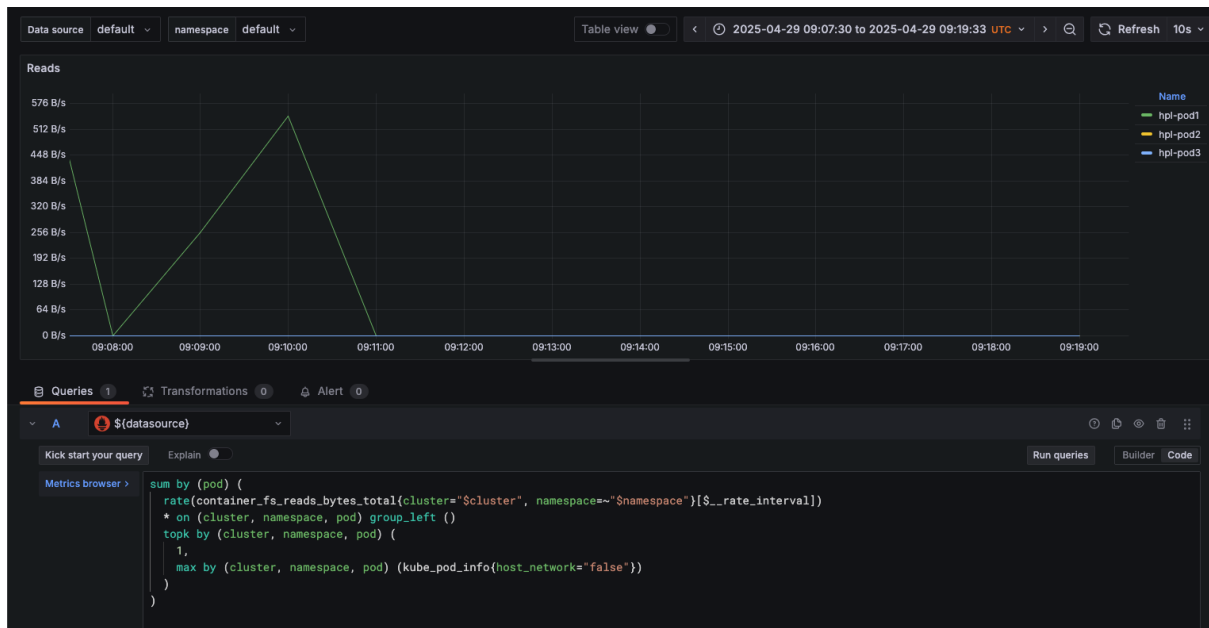 Data source default namespace default Table view 2025-04-29 09:07:30 to 2025-04-29 09:19:33 UTC Refresh 10s
Reads
576 B/s
512 B/s
448 B/s
384 B/s
320 B/s
256 B/s
192 B/s
128 B/s
64 B/s
0 B/s
09:08:00 09:09:00 09:10:00 09:11:00 09:12:00 09:13:00 09:14:00 09:15:00 09:16:00 09:17:00 09:18:00 09:19:00
Name
hpl-pod1
hpl-pod2
hpl-pod3
Queries 1 Transformations 0 Alert 0
A ${datasource}
Kick start your query Explain Run queries Builder Code
Metrics browser >
sum by (pod) (
rate(container_fs_reads_bytes_total{cluster="$cluster", namespace=~"$namespace"}[$__rate_interval])
* on (cluster, namespace, pod) group_left ()
topk by (cluster, namespace, pod) (
1,
max by (cluster, namespace, pod) (kube_pod_info{host_network="false"})
)
)